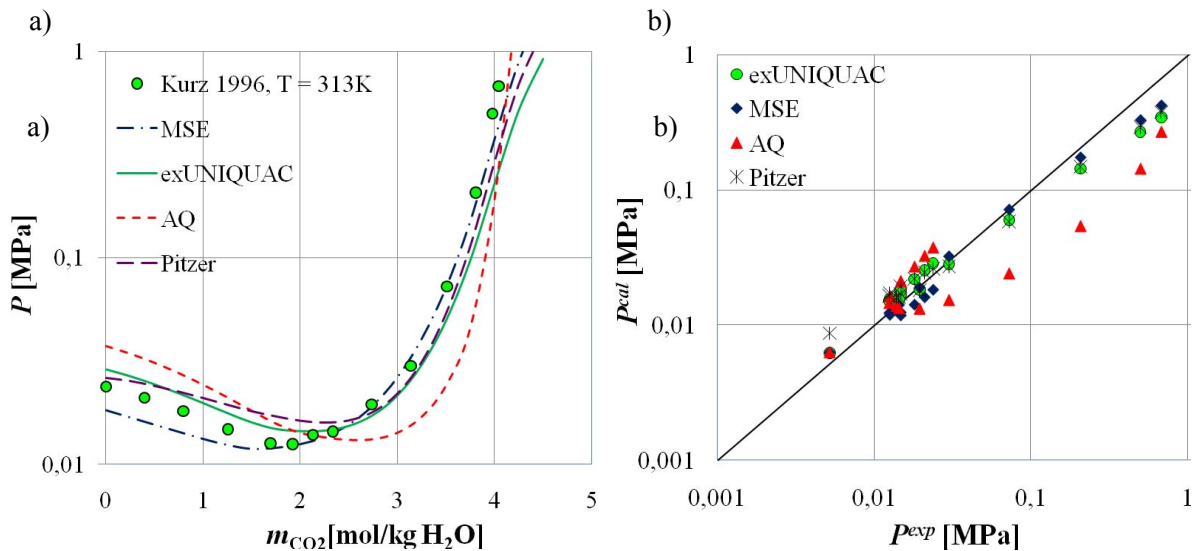 a)
1
Kurz 1996, T = 313K
MSE
a)
exUNIQUAC
AQ
Pitzer
P [MPa]
0,1
0,01
0 1 2 3 4 5
mCO2[mol/kg H2O]
b)
1
exUNIQUAC
MSE
b)
AQ
Pitzer
Pcal [MPa]
0,1
0,01
0,001
0,001 0,01 0,1 1
Pexp [MPa]